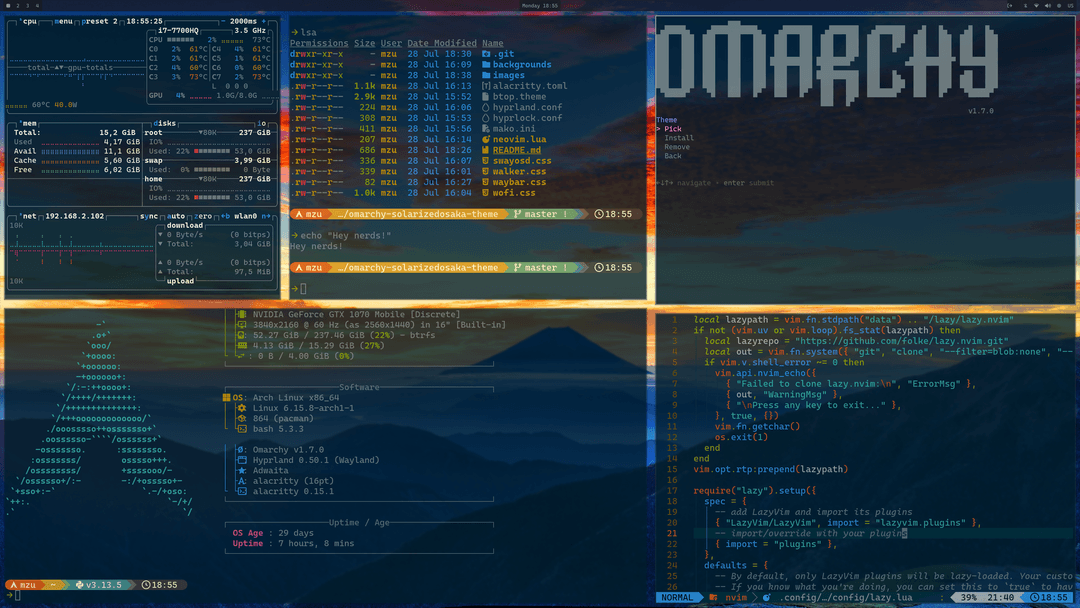 Monday 18:55
cpu menu preset 2 18:55:25 - 2000ms +
i7-7700HQ 3.5 GHz
CPU 2% 73°C
C0 2% 61°C C4 4% 61°C
C1 2% 61°C C5 1% 61°C
C2 4% 60°C C6 8% 60°C
C3 3% 73°C C7 2% 73°C
total gpu-totals
L 0 0 0
GPU 4% 1.0G/8.0G
60°C 40.0W
mem disks io
Total: 15,2 GiB root ▼80K 237 GiB
Used 4,17 GiB IO%
Avail 11,1 GiB Used: 22% 53,0 GiB
Cache 5,60 GiB swap 3,99 GiB
Free 6,02 GiB Used: 0% 0 Byte
home ▼80K 237 GiB
IO%
Used: 22% 53,0 GiB
net 192.168.2.102 sync auto zero +b wlan0 n+
10K
download
▼ 0 Byte/s (0 bitps)
▼ Total: 3,04 GiB
▲ 0 Byte/s (0 bitps)
▲ Total: 97,5 MiB
10K
upload
→ lsa
Permissions Size User Date Modified Name
drwxr-xr-x - mzu 28 Jul 18:30 .git
drwxr-xr-x - mzu 28 Jul 16:09 backgrounds
drwxr-xr-x - mzu 28 Jul 18:38 images
.rw-r--r-- 1.1k mzu 28 Jul 16:13 alacritty.toml
.rw-r--r-- 2.9k mzu 28 Jul 15:52 btop.theme
.rw-r--r-- 224 mzu 28 Jul 16:06 hyprland.conf
.rw-r--r-- 308 mzu 28 Jul 15:53 hyprlock.conf
.rw-r--r-- 411 mzu 28 Jul 15:56 mako.ini
.rw-r--r-- 207 mzu 28 Jul 16:14 neovim.lua
.rw-r--r-- 686 mzu 28 Jul 18:26 README.md
.rw-r--r-- 336 mzu 28 Jul 16:07 swayosd.css
.rw-r--r-- 339 mzu 28 Jul 16:01 walker.css
.rw-r--r-- 82 mzu 28 Jul 16:27 waybar.css
.rw-r--r-- 1.0k mzu 28 Jul 16:04 wofi.css
mzu …/omarchy-solarizedosaka-theme master ! 18:55
→ echo "Hey nerds!"
Hey nerds!
mzu …/omarchy-solarizedosaka-theme master ! 18:55
→
OMARCHY
v1.7.0
Theme
> Pick
Install
Remove
Back
navigate • enter submit
NVIDIA GeForce GTX 1070 Mobile [Discrete]
3840x2160 @ 60 Hz (as 2560x1440) in 16" [Built-in]
52.27 GiB / 237.46 GiB (22%) - btrfs
4.13 GiB / 15.29 GiB (27%)
: 0 B / 4.00 GiB (0%)
Software
OS: Arch Linux x86_64
Linux 6.15.8-arch1-1
864 (pacman)
bash 5.3.3
: Omarchy v1.7.0
Hyprland 0.50.1 (Wayland)
: Adwaita
: alacritty (16pt)
alacritty 0.15.1
Uptime / Age
OS Age : 29 days
Uptime : 7 hours, 8 mins
mzu ~ v3.13.5 18:55
→
1 local lazypath = vim.fn.stdpath("data") .. "/lazy/lazy.nvim"
2 if not (vim.uv or vim.loop).fs_stat(lazypath) then
3 local lazyrepo = "https://github.com/folke/lazy.nvim.git"
4 local out = vim.fn.system({ "git", "clone", "--filter=blob:none", "--
5 if vim.v.shell_error ~= 0 then
6 vim.api.nvim_echo({
7 { "Failed to clone lazy.nvim:\n", "ErrorMsg" },
8 { out, "WarningMsg" },
9 { "\nPress any key to exit..." },
10 }, true, {})
11 vim.fn.getchar()
12 os.exit(1)
13 end
14 end
15 vim.opt.rtp:prepend(lazypath)
16
17 require("lazy").setup({
18 spec = {
19 -- add LazyVim and import its plugins
20 { "LazyVim/LazyVim", import = "lazyvim.plugins" },
21 -- import/override with your plugins
22 { import = "plugins" },
23 },
24 defaults = {
25 -- By default, only LazyVim plugins will be lazy-loaded. Your custo
26 -- If you know what you're doing, you can set this to `true` to hav
NORMAL nvim .config/…/config/lazy.lua : 39% 21:40 18:55